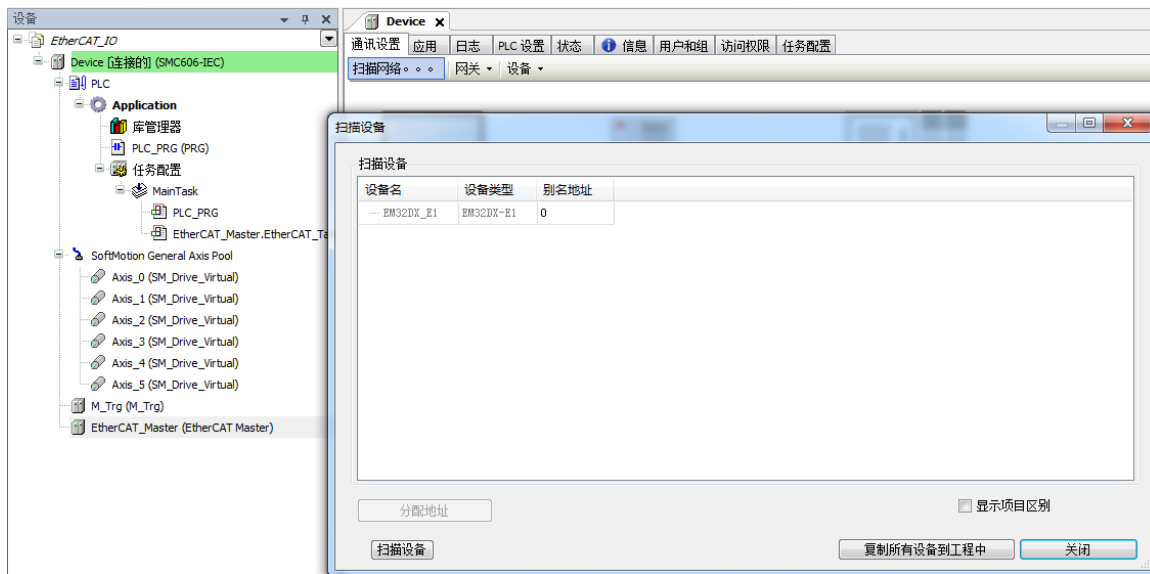 设备
EtherCAT_IO
Device [连接的] (SMC606-IEC)
PLC
Application
库管理器
PLC_PRG (PRG)
任务配置
MainTask
PLC_PRG
EtherCAT_Master.EtherCAT_Ta
SoftMotion General Axis Pool
Axis_0 (SM_Drive_Virtual)
Axis_1 (SM_Drive_Virtual)
Axis_2 (SM_Drive_Virtual)
Axis_3 (SM_Drive_Virtual)
Axis_4 (SM_Drive_Virtual)
Axis_5 (SM_Drive_Virtual)
M_Trg (M_Trg)
EtherCAT_Master (EtherCAT Master)
Device
通讯设置 应用 日志 PLC 设置 状态 信息 用户和组 访问权限 任务配置
扫描网络。。。 网关 设备
扫描设备
扫描设备
设备名 设备类型 别名地址
EM32DX_E1 EM32DX-E1 0
分配地址 显示项目区别
扫描设备 复制所有设备到工程中 关闭